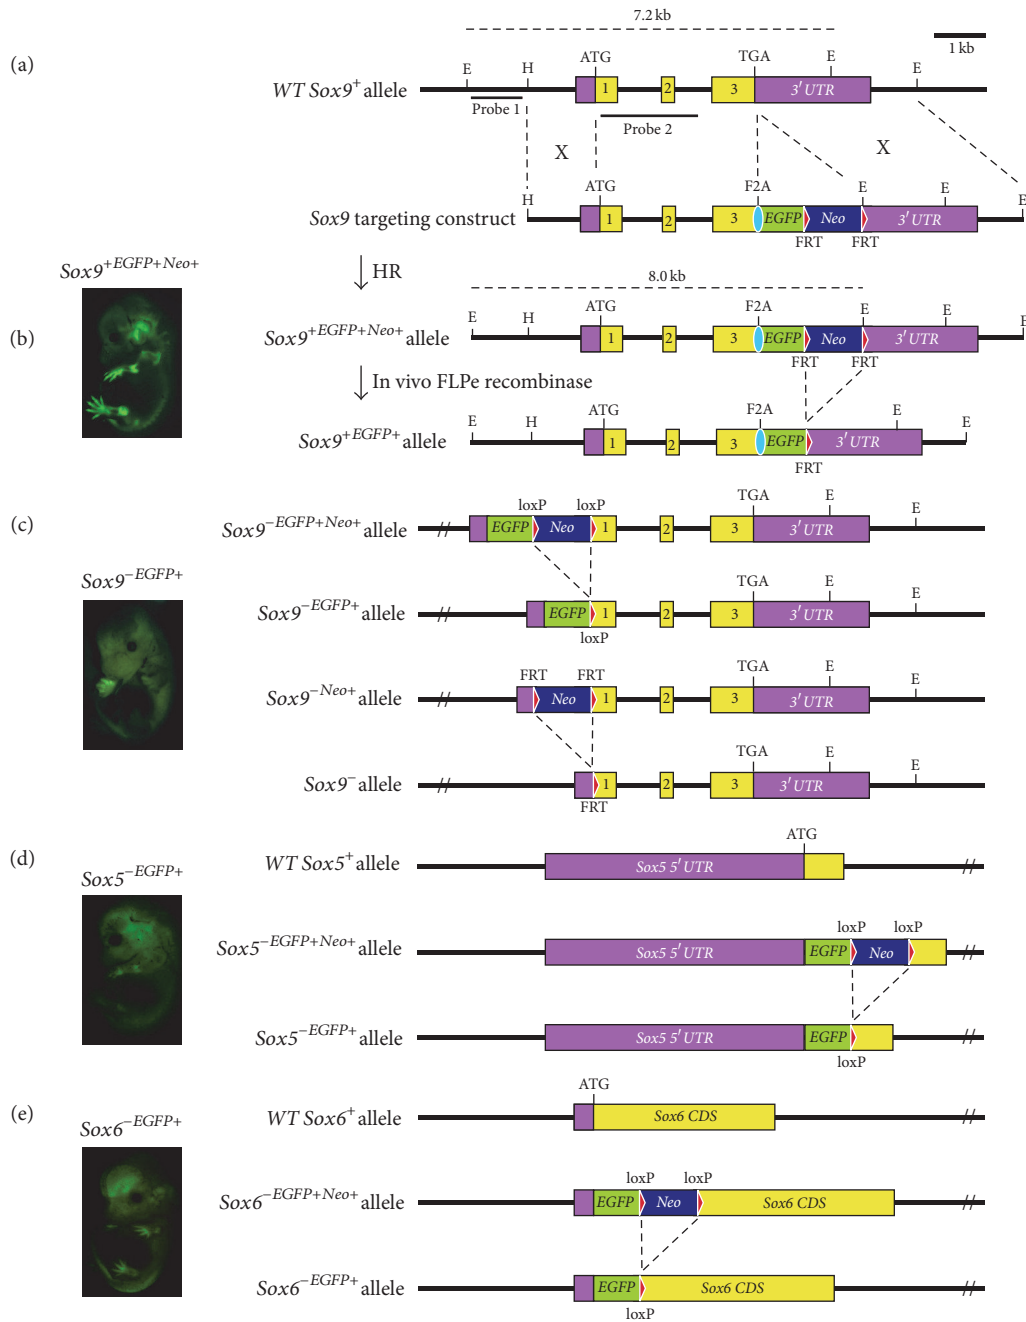 7.2 kb
1 kb
(a)
E H ATG TGA E E
WT Sox9+ allele 1 2 3 3′ UTR
Probe 1 Probe 2
X X
H ATG F2A E E E
Sox9 targeting construct 1 2 3 EGFP Neo 3′ UTR
FRT FRT
HR
Sox9+EGFP+Neo+
8.0 kb
(b)
E H ATG F2A E E E
Sox9+EGFP+Neo+ allele 1 2 3 EGFP Neo 3′ UTR
FRT FRT
In vivo FLPe recombinase
E H ATG F2A E E
Sox9+EGFP+ allele 1 2 3 EGFP 3′ UTR
FRT
(c)
loxP loxP TGA E E
Sox9−EGFP+Neo+ allele EGFP Neo 1 2 3 3′ UTR
Sox9−EGFP+
TGA E E
Sox9−EGFP+ allele EGFP 1 2 3 3′ UTR
loxP
FRT FRT TGA E E
Sox9−Neo+ allele Neo 1 2 3 3′ UTR
TGA E E
Sox9− allele 1 2 3 3′ UTR
FRT
(d)
ATG
WT Sox5+ allele Sox5 5′ UTR
Sox5−EGFP+
loxP loxP
Sox5−EGFP+Neo+ allele Sox5 5′ UTR EGFP Neo
Sox5−EGFP+ allele Sox5 5′ UTR EGFP
loxP
(e)
ATG
WT Sox6+ allele Sox6 CDS
Sox6−EGFP+
loxP loxP
Sox6−EGFP+Neo+ allele EGFP Neo Sox6 CDS
Sox6−EGFP+ allele EGFP Sox6 CDS
loxP